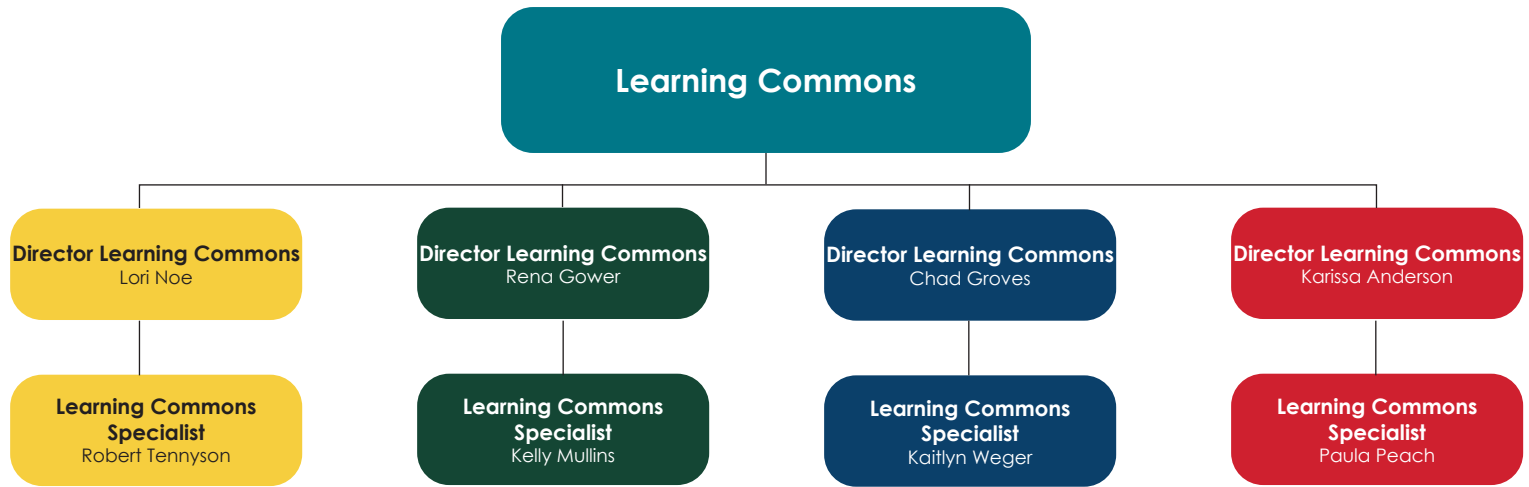 Learning Commons
Director Learning Commons
Lori Noe
Director Learning Commons
Rena Gower
Director Learning Commons
Chad Groves
Director Learning Commons
Karissa Anderson
Learning Commons
Specialist
Robert Tennyson
Learning Commons
Specialist
Kelly Mullins
Learning Commons
Specialist
Kaitlyn Weger
Learning Commons
Specialist
Paula Peach